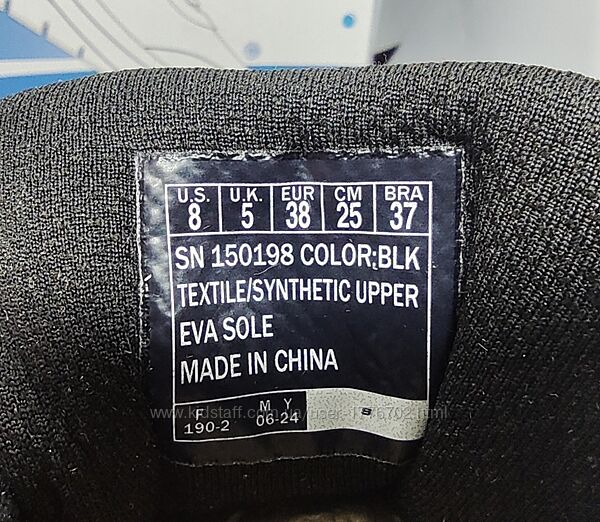 U.S. U.K. EUR CM BRA
8 5 38 25 37
SN 150198 COLOR:BLK
TEXTILE/SYNTHETIC UPPER
EVA SOLE
MADE IN CHINA
F M Y S
190-2 06-24